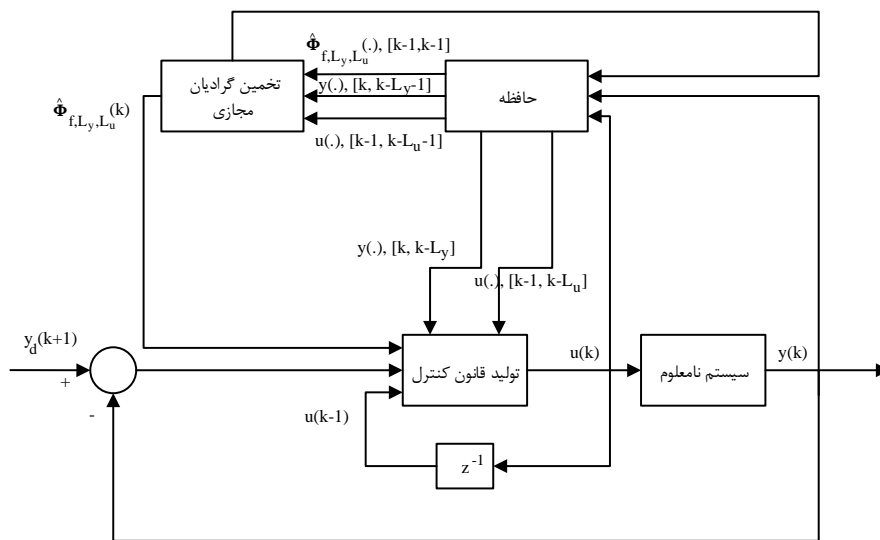 Φ̂f,Ly,Lu(.), [k-1,k-1]
تخمین گرادیان
مجازی
y(.), [k, k-Ly-1]
حافظه
Φ̂f,Ly,Lu(k)
u(.), [k-1, k-Lu-1]
y(.), [k, k-Ly]
u(.), [k-1, k-Lu]
yd(k+1)
+
-
تولید قانون کنترل
u(k)
سیستم نامعلوم
y(k)
u(k-1)
z-1